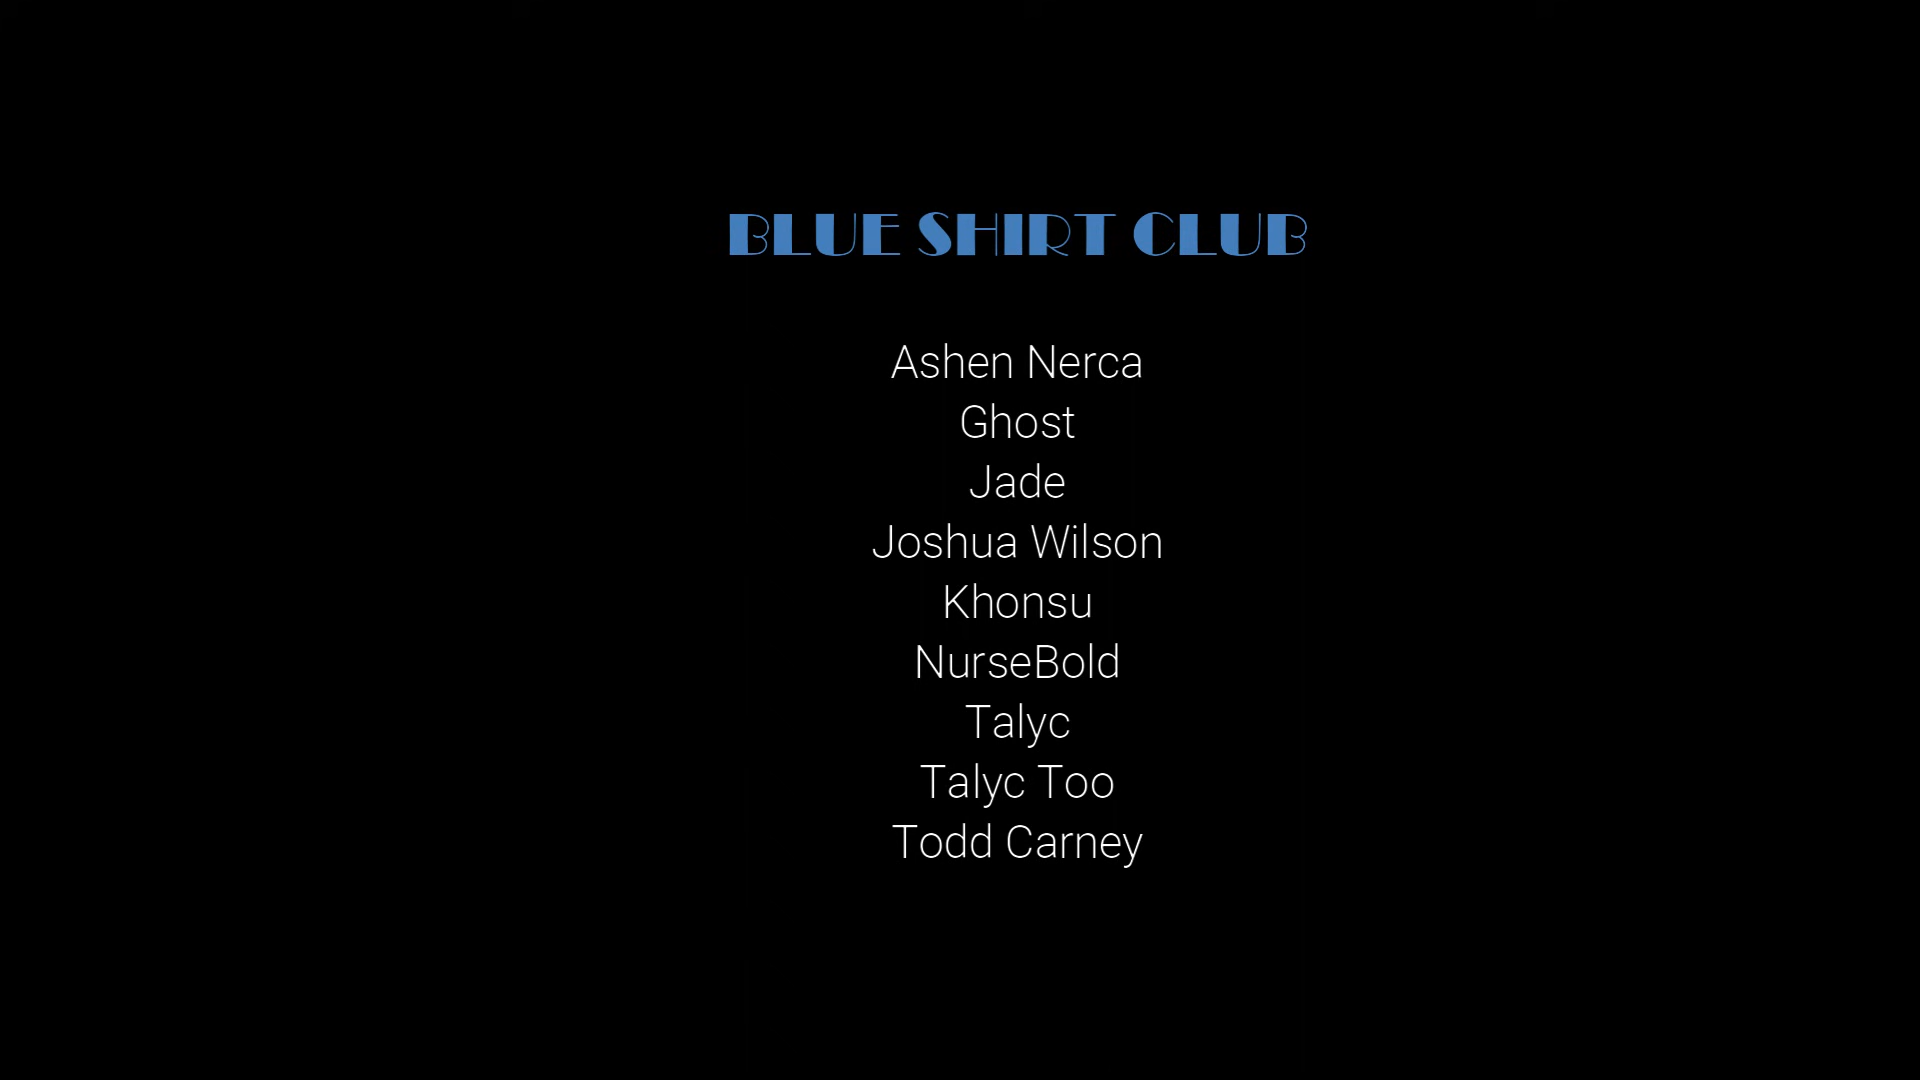 BLUE SHIRT CLUB
Ashen Nerca
Ghost
Jade
Joshua Wilson
Khonsu
NurseBold
Talyc
Talyc Too
Todd Carney